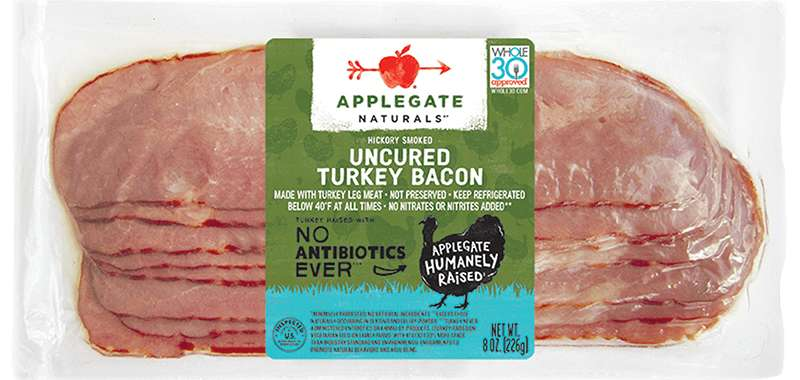 WHOLE
30
approved
WHOLE30.COM
APPLEGATE
NATURALS
HICKORY SMOKED
UNCURED
TURKEY BACON
MADE WITH TURKEY LEG MEAT • NOT PRESERVED • KEEP REFRIGERATED
BELOW 40°F AT ALL TIMES • NO NITRATES OR NITRITES ADDED**
TURKEY RAISED WITH
NO
ANTIBIOTICS
EVER***
APPLEGATE
HUMANELY
RAISED
INSPECTED
U.S.
NET WT.
8 OZ. (226g)